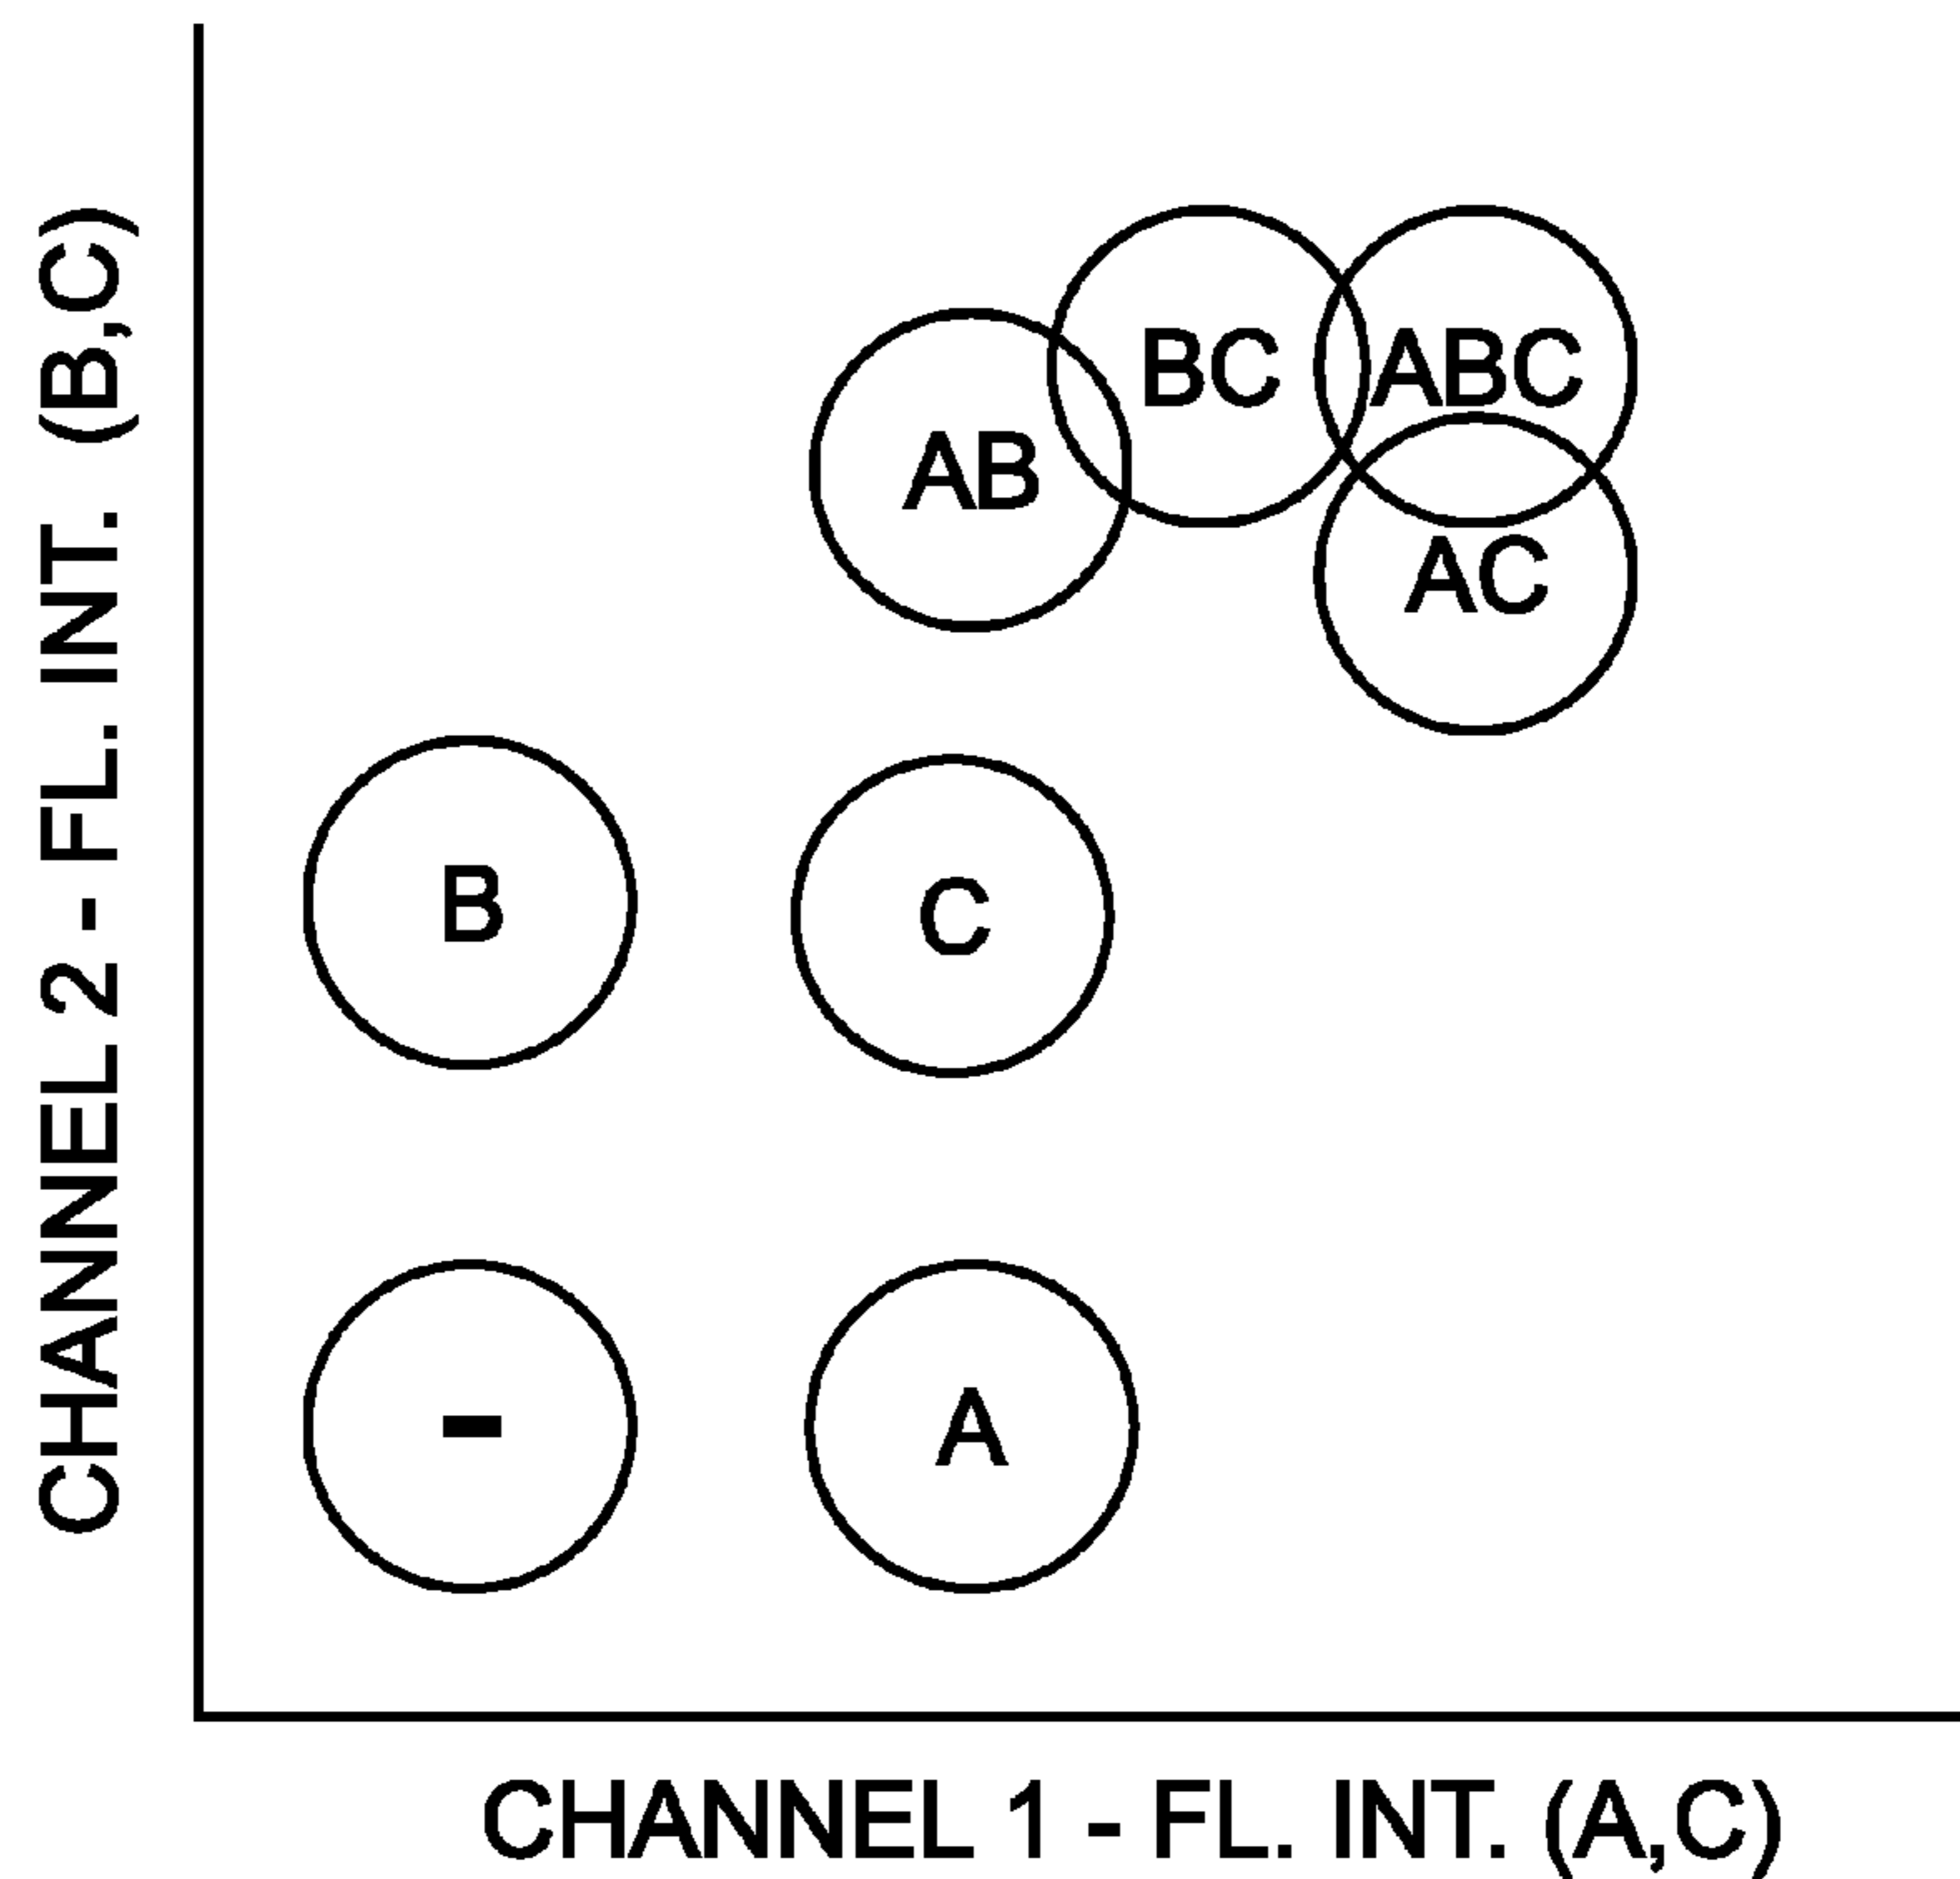 CHANNEL 2 - FL. INT. (B,C)
BC
ABC
AB
AC
B
C
-
A
CHANNEL 1 - FL. INT. (A,C)